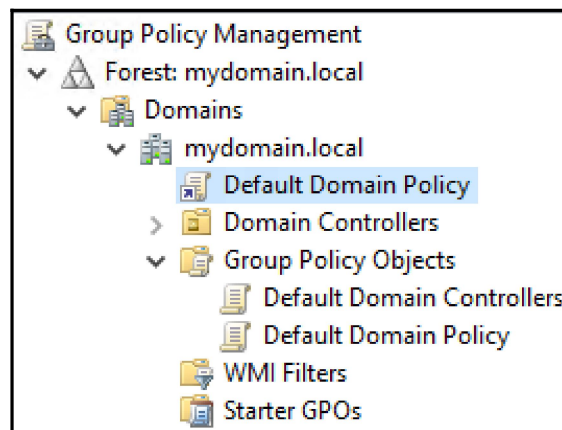 Group Policy Management
Forest: mydomain.local
Domains
mydomain.local
Default Domain Policy
Domain Controllers
Group Policy Objects
Default Domain Controllers
Default Domain Policy
WMI Filters
Starter GPOs